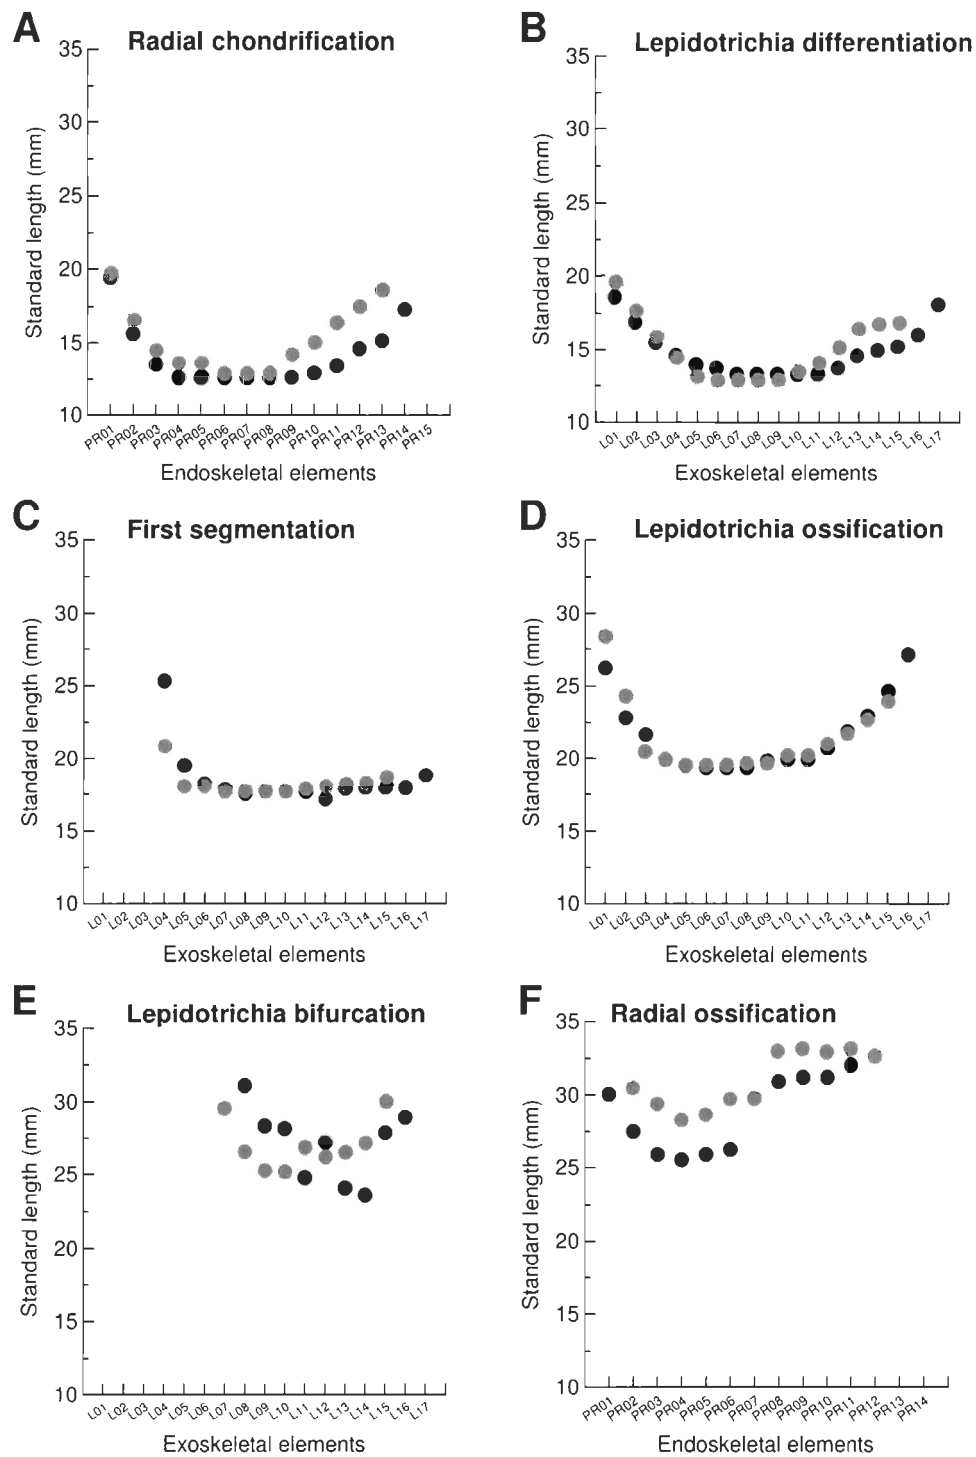 A
Radial chondrification
35
30
25
20
15
10
Standard length (mm)
PR01 PR02 PR03 PR04 PR05 PR06 PR07 PR08 PR09 PR10 PR11 PR12 PR13 PR14 PR15
Endoskeletal elements
B
Lepidotrichia differentiation
35
30
25
20
15
10
Standard length (mm)
L01 L02 L03 L04 L05 L06 L07 L08 L09 L10 L11 L12 L13 L14 L15 L16 L17
Exoskeletal elements
C
First segmentation
35
30
25
20
15
10
Standard length (mm)
L01 L02 L03 L04 L05 L06 L07 L08 L09 L10 L11 L12 L13 L14 L15 L16 L17
Exoskeletal elements
D
Lepidotrichia ossification
35
30
25
20
15
10
Standard length (mm)
L01 L02 L03 L04 L05 L06 L07 L08 L09 L10 L11 L12 L13 L14 L15 L16 L17
Exoskeletal elements
E
Lepidotrichia bifurcation
35
30
25
20
15
10
Standard length (mm)
L01 L02 L03 L04 L05 L06 L07 L08 L09 L10 L11 L12 L13 L14 L15 L16 L17
Exoskeletal elements
F
Radial ossification
35
30
25
20
15
10
Standard length (mm)
PR01 PR02 PR03 PR04 PR05 PR06 PR07 PR08 PR09 PR10 PR11 PR12 PR13 PR14
Endoskeletal elements